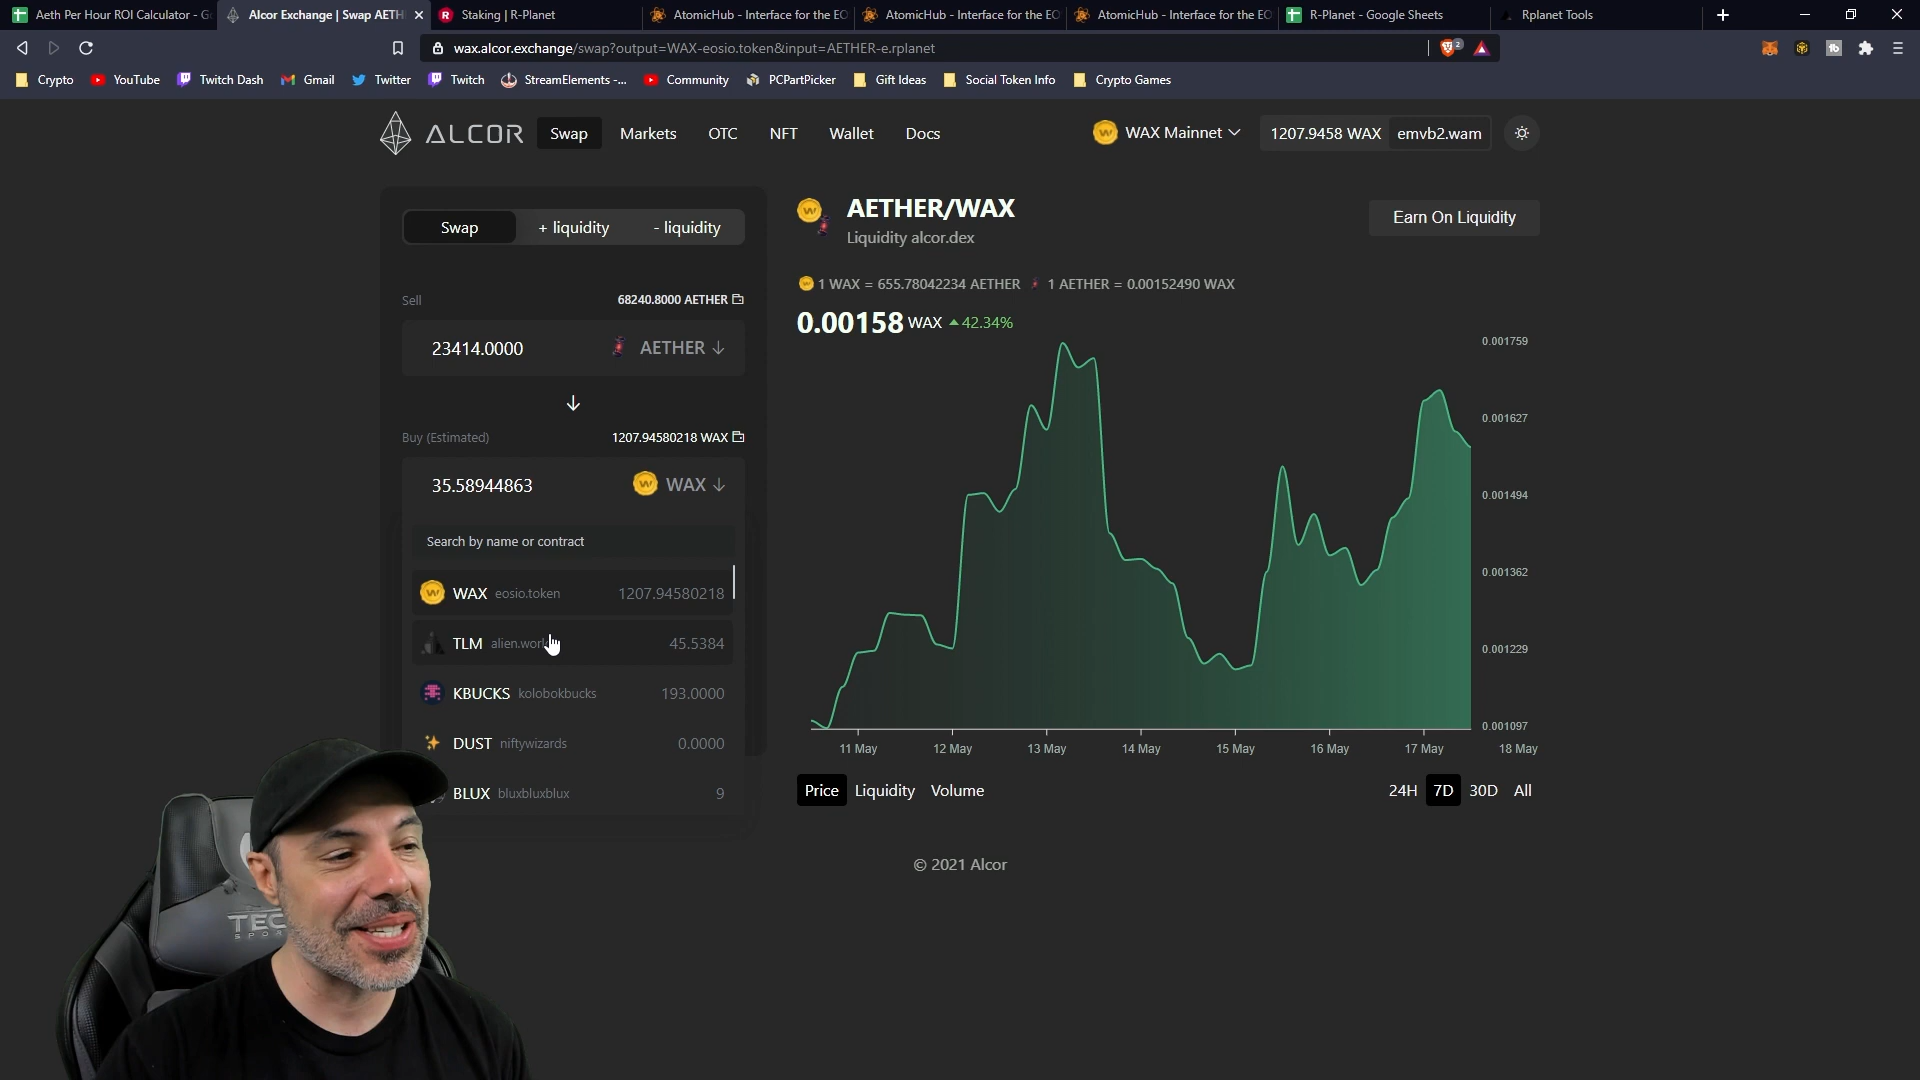 Aeth Per Hour ROI Calculator - G
Alcor Exchange | Swap AETH
Staking | R-Planet
AtomicHub - Interface for the EO
AtomicHub - Interface for the EO
AtomicHub - Interface for the EO
R-Planet - Google Sheets
Rplanet Tools
wax.alcor.exchange/swap?output=WAX-eosio.token&input=AETHER-e.rplanet
2
Crypto
YouTube
Twitch Dash
Gmail
Twitter
Twitch
StreamElements -...
Community
PCPartPicker
Gift Ideas
Social Token Info
Crypto Games
ALCOR
Swap
Markets
OTC
NFT
Wallet
Docs
WAX Mainnet
1207.9458 WAX
emvb2.wam
Swap
+ liquidity
- liquidity
AETHER/WAX
Liquidity alcor.dex
Earn On Liquidity
1 WAX = 655.78042234 AETHER
1 AETHER = 0.00152490 WAX
0.00158 WAX 42.34%
Sell
68240.8000 AETHER
23414.0000
AETHER
Buy (Estimated)
1207.94580218 WAX
35.58944863
WAX
Search by name or contract
WAX eosio.token 1207.94580218
TLM alien.worl 45.5384
KBUCKS kolobokbucks 193.0000
DUST niftywizards 0.0000
BLUX bluxbluxblux 9
0.001759
0.001627
0.001494
0.001362
0.001229
0.001097
11 May
12 May
13 May
14 May
15 May
16 May
17 May
18 May
Price
Liquidity
Volume
24H
7D
30D
All
© 2021 Alcor
TEC
SPO